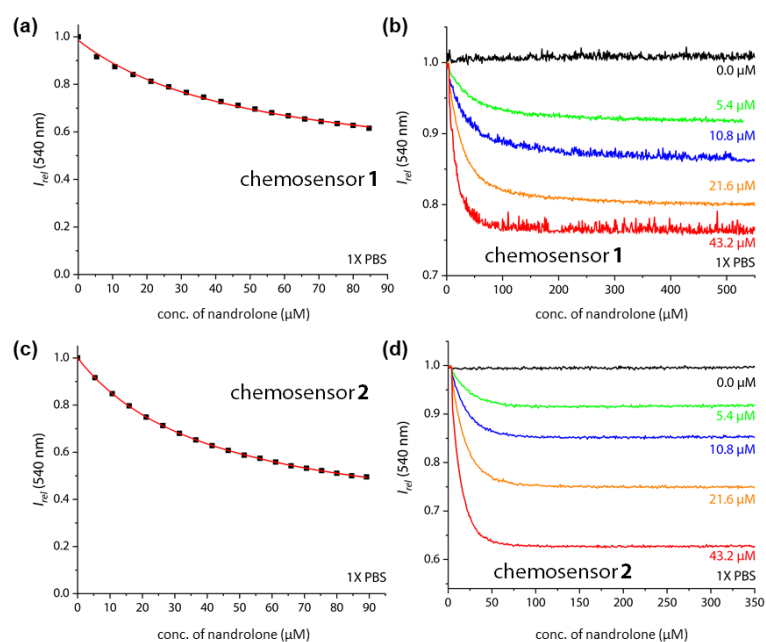 (a)
1.0
0.8
0.6
0.4
0.2
0.0
I_rel (540 nm)
chemosensor 1
1X PBS
0 10 20 30 40 50 60 70 80 90
conc. of nandrolone (µM)
(b)
1.0
0.9
0.8
0.7
I_rel (540 nm)
0.0 µM
5.4 µM
10.8 µM
21.6 µM
43.2 µM
chemosensor 1
1X PBS
0 100 200 300 400 500
conc. of nandrolone (µM)
(c)
1.0
0.8
0.6
0.4
0.2
0.0
I_rel (540 nm)
chemosensor 2
1X PBS
0 10 20 30 40 50 60 70 80 90
conc. of nandrolone (µM)
(d)
1.0
0.9
0.8
0.7
0.6
I_rel (540 nm)
0.0 µM
5.4 µM
10.8 µM
21.6 µM
43.2 µM
chemosensor 2
1X PBS
0 50 100 150 200 250 300 350
conc. of nandrolone (µM)